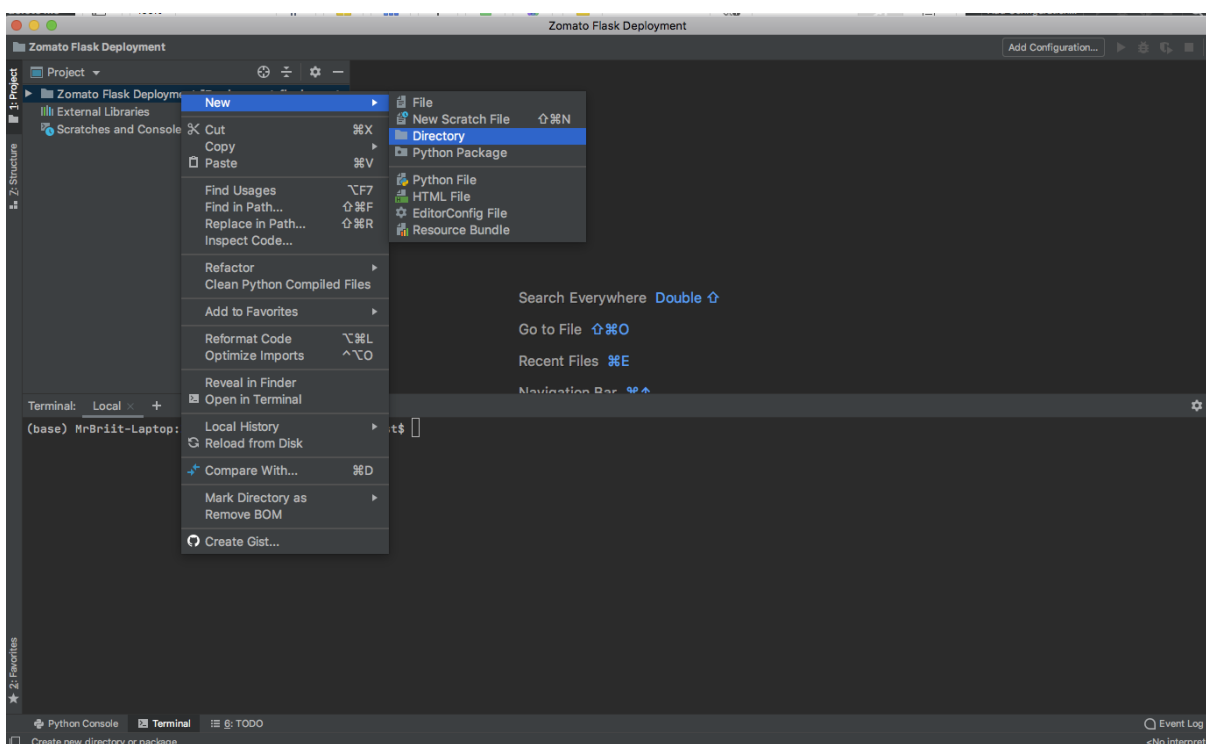 Zomato Flask Deployment
Zomato Flask Deployment
Add Configuration...
1: Project
Project
Zomato Flask Deployme
External Libraries
Scratches and Console
Z: Structure
New
Cut ⌘X
Copy
Paste ⌘V
Find Usages ⌥F7
Find in Path... ⇧⌘F
Replace in Path... ⇧⌘R
Inspect Code...
Refactor
Clean Python Compiled Files
Add to Favorites
Reformat Code ⌥⌘L
Optimize Imports ^⌥O
Reveal in Finder
Open in Terminal
Local History
Reload from Disk
Compare With... ⌘D
Mark Directory as
Remove BOM
Create Gist...
File
New Scratch File ⇧⌘N
Directory
Python Package
Python File
HTML File
EditorConfig File
Resource Bundle
Search Everywhere Double ⇧
Go to File ⇧⌘O
Recent Files ⌘E
Navigation Bar ⌘↑
Terminal: Local × +
(base) MrBriit-Laptop: t$
2: Favorites
Python Console Terminal 6: TODO
Event Log
Create new directory or package
<No interpret